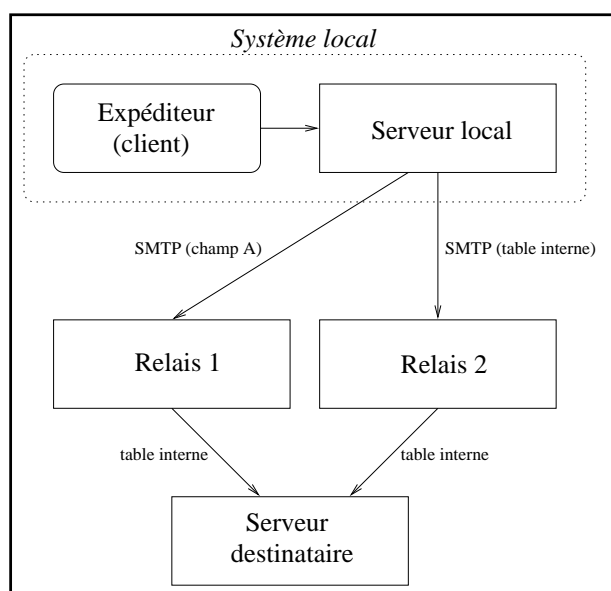 Système local
Expéditeur
(client)
Serveur local
SMTP (champ A)
SMTP (table interne)
Relais 1
Relais 2
table interne
table interne
Serveur
destinataire